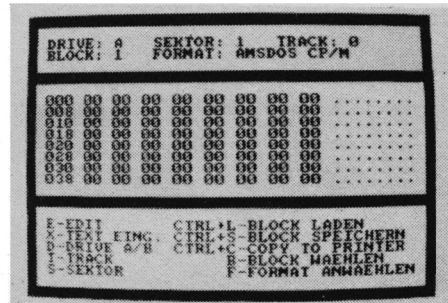 DRIVE: A SEKTOR: 1 TRACK: 0
BLOCK: 1 FORMAT: AMSDOS CP/M
000 00 00 00 00 00 00 00 00 ........
008 00 00 00 00 00 00 00 00 ........
010 00 00 00 00 00 00 00 00 ........
018 00 00 00 00 00 00 00 00 ........
020 00 00 00 00 00 00 00 00 ........
028 00 00 00 00 00 00 00 00 ........
030 00 00 00 00 00 00 00 00 ........
038 00 00 00 00 00 00 00 00 ........
E-EDIT CTRL+L-BLOCK LADEN
X-TEXT EING. CTRL+S-BLOCK SPEICHERN
D-DRIVE A/B CTRL+C-COPY TO PRINTER
T-TRACK B-BLOCK WAEHLEN
S-SEKTOR F-FORMAT ANWAEHLEN